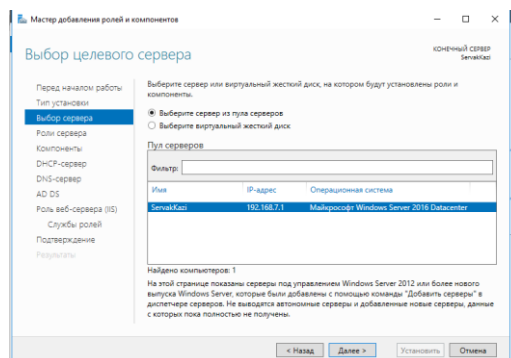 Мастер добавления ролей и компонентов
Выбор целевого сервера
КОНЕЧНЫЙ СЕРВЕР
ServakKazi
Перед началом работы
Тип установки
Выбор сервера
Роли сервера
Компоненты
DHCP-сервер
DNS-сервер
AD DS
Роль веб-сервера (IIS)
Службы ролей
Подтверждение
Результаты
Выберите сервер или виртуальный жесткий диск, на котором будут установлены роли и
компоненты.
Выберите сервер из пула серверов
Выберите виртуальный жесткий диск
Пул серверов
Фильтр:
Имя IP-адрес Операционная система
ServakKazi 192.168.7.1 Майкрософт Windows Server 2016 Datacenter
Найдено компьютеров: 1
На этой странице показаны серверы под управлением Windows Server 2012 или более нового
выпуска Windows Server, которые были добавлены с помощью команды "Добавить серверы" в
диспетчере серверов. Не выводятся автономные серверы и добавленные новые серверы, данные
с которых пока полностью не получены.
< Назад Далее > Установить Отмена